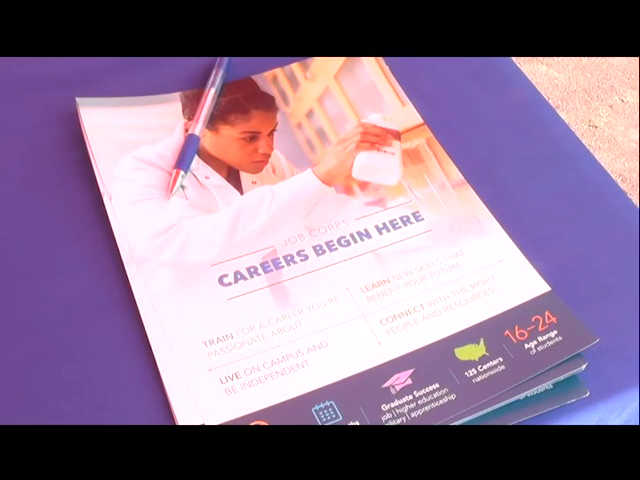 JOB CORPS
CAREERS BEGIN HERE
TRAIN FOR A CAREER YOU'RE
PASSIONATE ABOUT
LEARN NEW SKILLS THAT
BENEFIT YOUR FUTURE
LIVE ON CAMPUS AND
BE INDEPENDENT
CONNECT WITH THE RIGHT
PEOPLE AND RESOURCES
Graduate Success
job | higher education
apprenticeship
125 Centers
nationwide
16-24
Age Range
of students
of students